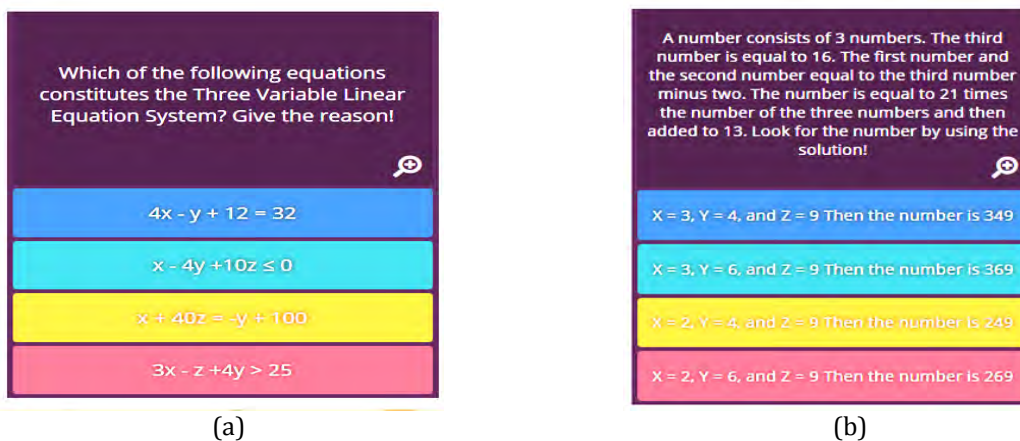 Which of the following equations
constitutes the Three Variable Linear
Equation System? Give the reason!
4x - y + 12 = 32
x - 4y +10z ≤ 0
x + 40z = -y + 100
3x - z +4y > 25
(a)
A number consists of 3 numbers. The third
number is equal to 16. The first number and
the second number equal to the third number
minus two. The number is equal to 21 times
the number of the three numbers and then
added to 13. Look for the number by using the
solution!
X = 3, Y = 4, and Z = 9 Then the number is 349
X = 3, Y = 6, and Z = 9 Then the number is 369
X = 2, Y = 4, and Z = 9 Then the number is 249
X = 2, Y = 6, and Z = 9 Then the number is 269
(b)